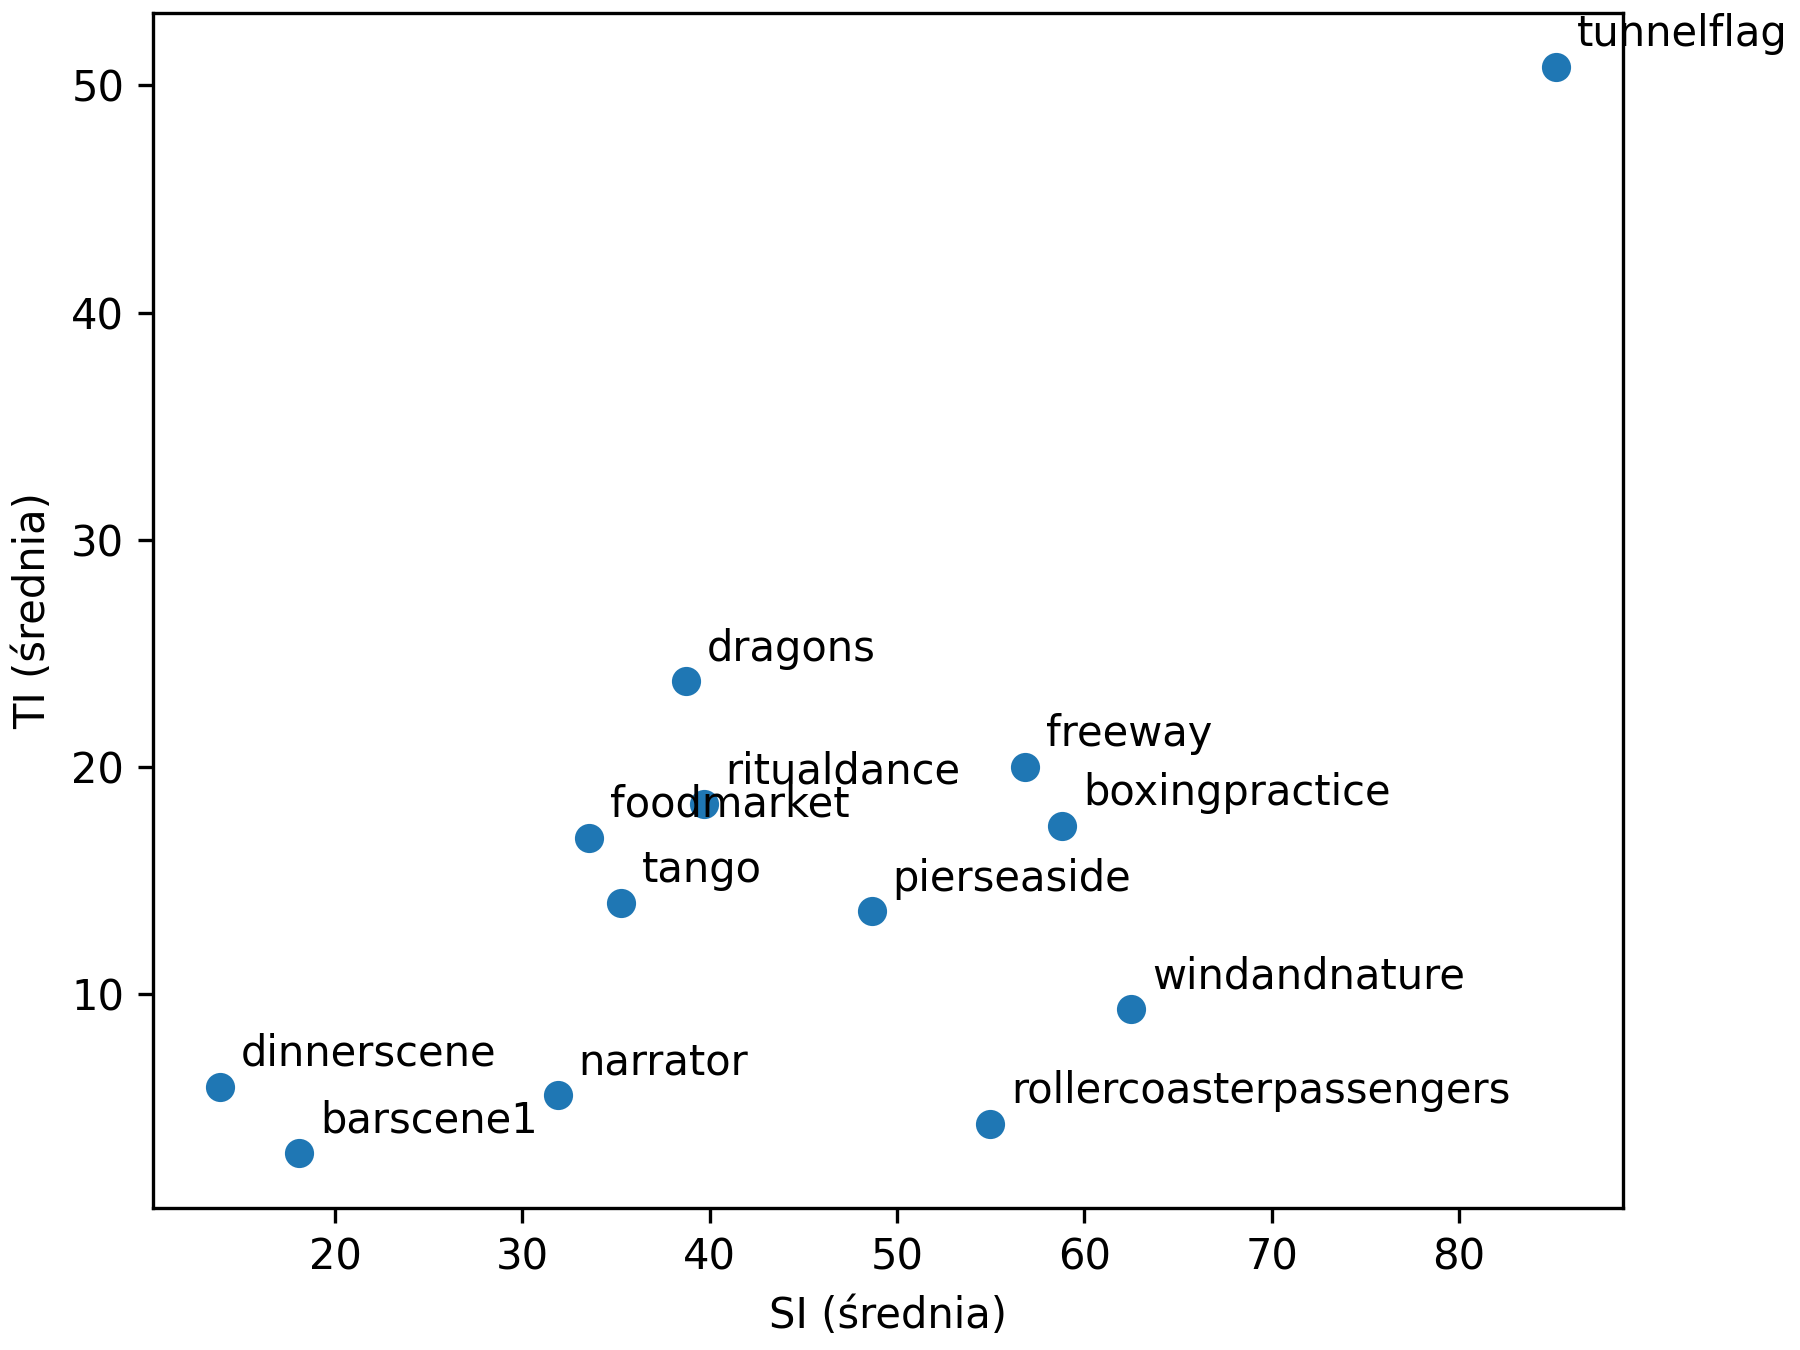 tunnelflag
50
40
30
TI (średnia)
dragons
freeway
20
ritualdance
boxingpractice
foodmarket
tango
pierseaside
windandnature
10
dinnerscene
narrator
rollercoasterpassengers
barscene1
20 30 40 50 60 70 80
SI (średnia)